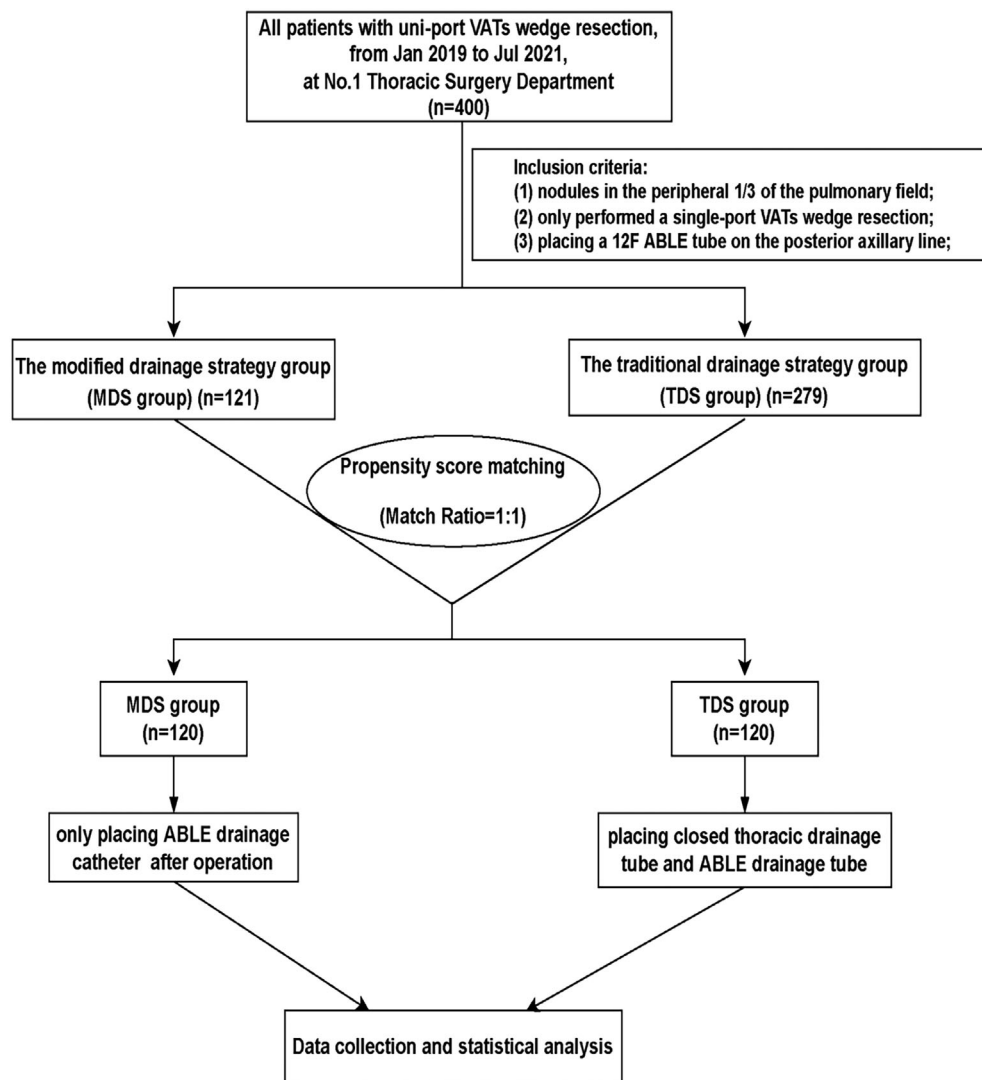 All patients with uni-port VATs wedge resection,
from Jan 2019 to Jul 2021,
at No.1 Thoracic Surgery Department
(n=400)
Inclusion criteria:
(1) nodules in the peripheral 1/3 of the pulmonary field;
(2) only performed a single-port VATs wedge resection;
(3) placing a 12F ABLE tube on the posterior axillary line;
The modified drainage strategy group
(MDS group) (n=121)
The traditional drainage strategy group
(TDS group) (n=279)
Propensity score matching
(Match Ratio=1:1)
MDS group
(n=120)
TDS group
(n=120)
only placing ABLE drainage
catheter after operation
placing closed thoracic drainage
tube and ABLE drainage tube
Data collection and statistical analysis